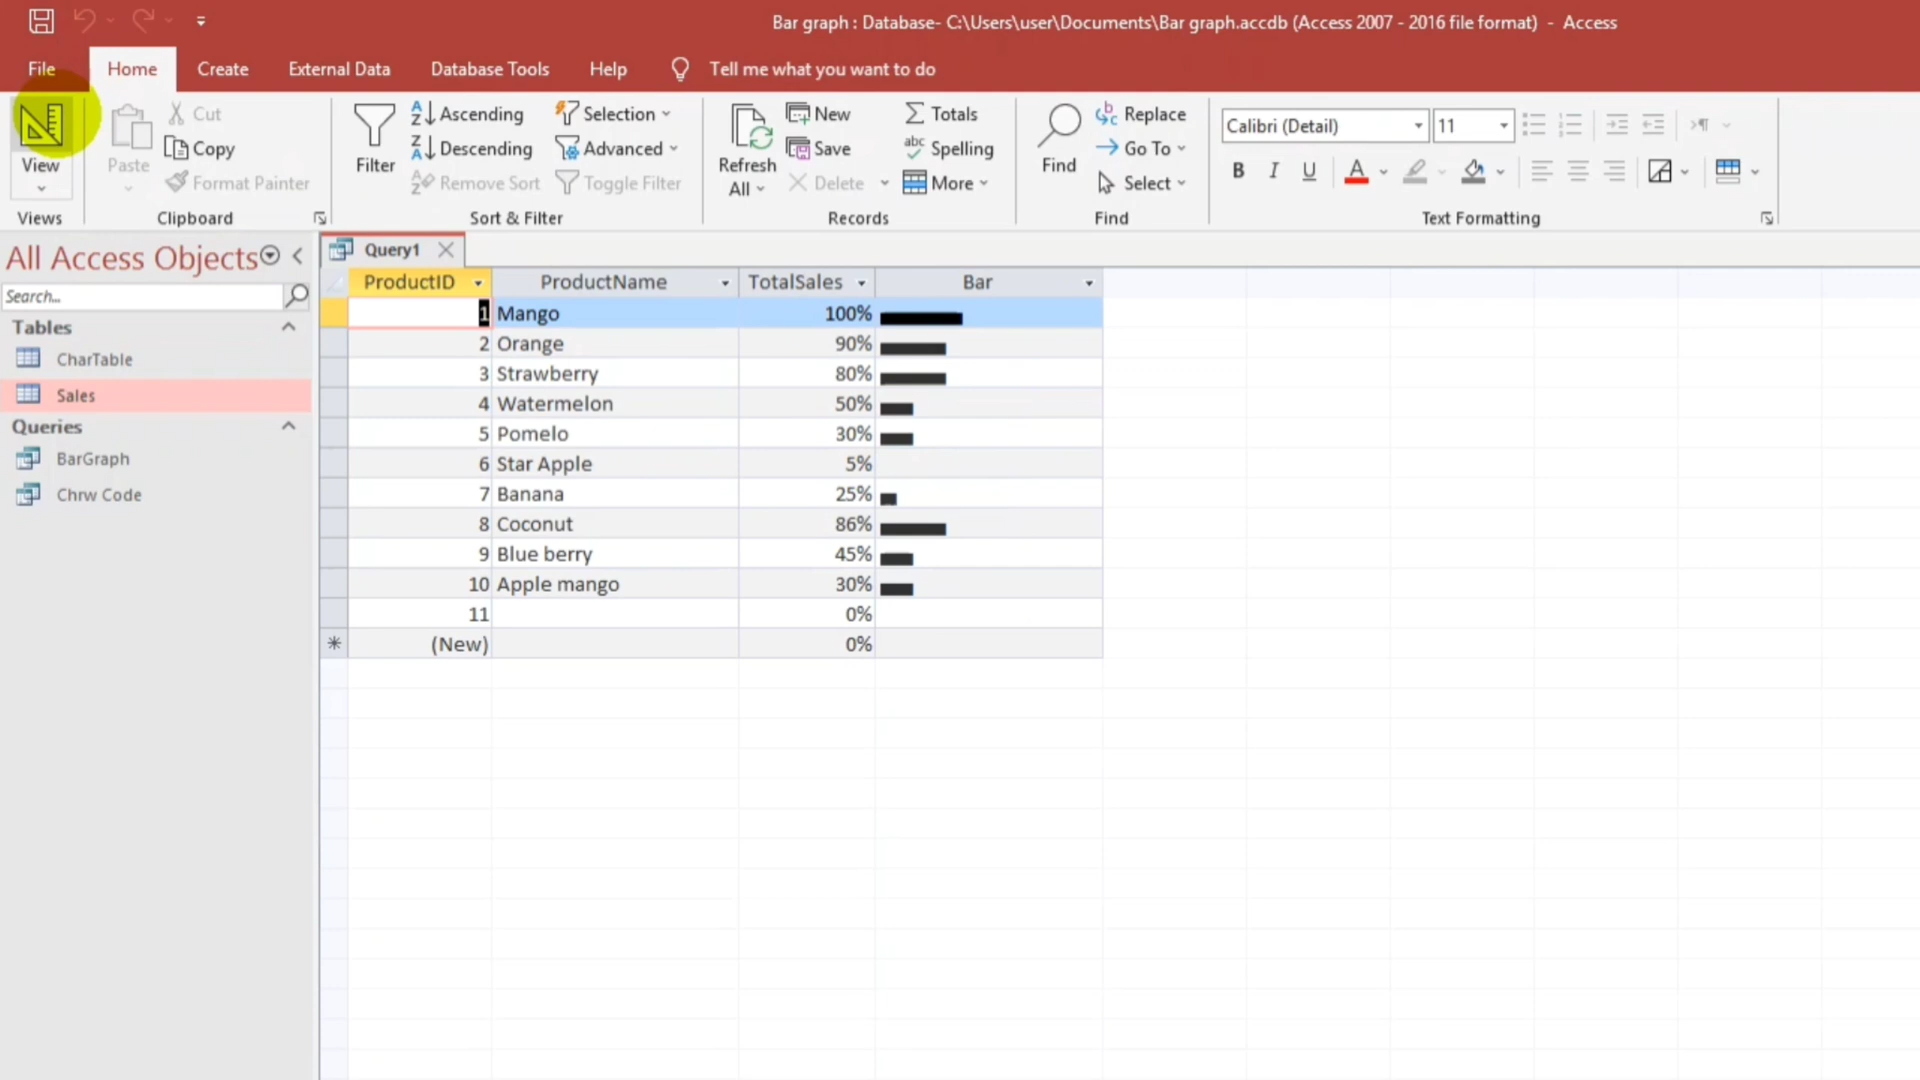 Bar graph : Database- C:\Users\user\Documents\Bar graph.accdb (Access 2007 - 2016 file format) - Access
File Home Create External Data Database Tools Help Tell me what you want to do
View
Views
Paste
Cut
Copy
Format Painter
Clipboard
Filter
Ascending
Descending
Remove Sort
Selection
Advanced
Toggle Filter
Sort & Filter
Refresh
All
New
Save
Delete
Totals
Spelling
More
Records
Find
Replace
Go To
Select
Find
Calibri (Detail) 11
B I U A
Text Formatting
All Access Objects
Search...
Tables
CharTable
Sales
Queries
BarGraph
Chrw Code
Query1
ProductID ProductName TotalSales Bar
1 Mango 100%
2 Orange 90%
3 Strawberry 80%
4 Watermelon 50%
5 Pomelo 30%
6 Star Apple 5%
7 Banana 25%
8 Coconut 86%
9 Blue berry 45%
10 Apple mango 30%
11 0%
(New) 0%